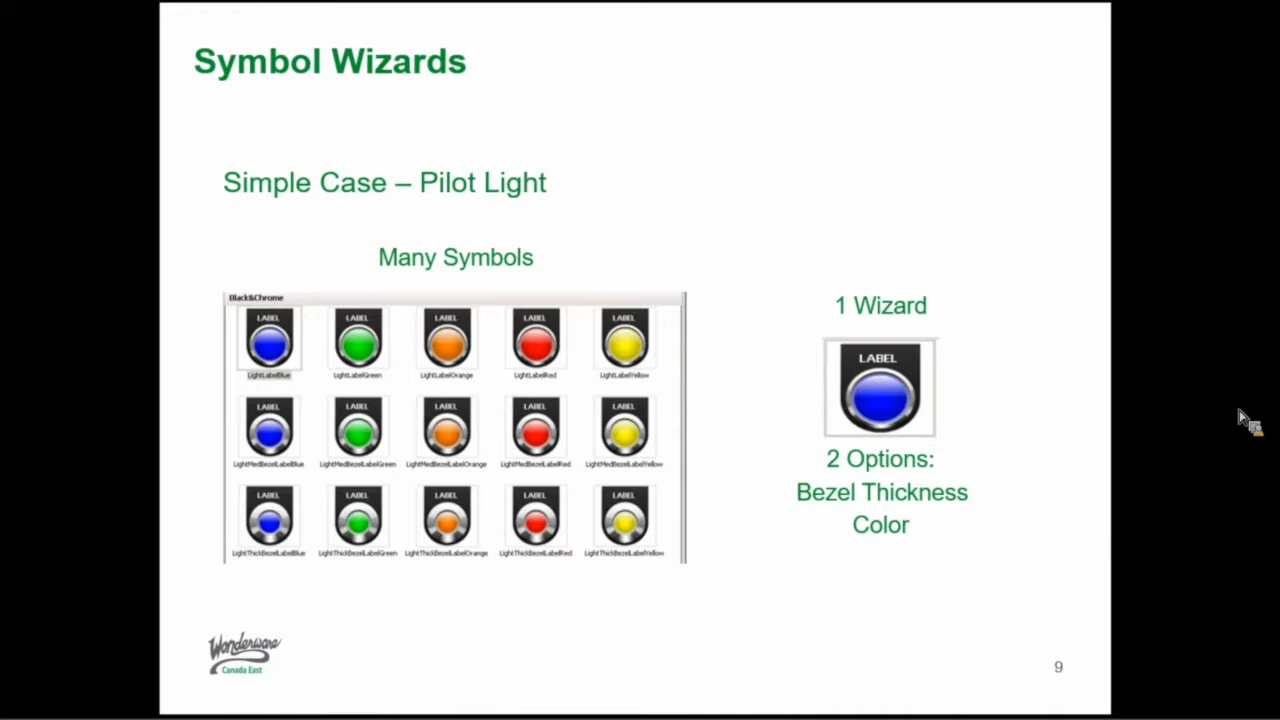 Symbol Wizards
Simple Case – Pilot Light
Many Symbols
Black&Chrome
LABEL LABEL LABEL LABEL LABEL
LightLabelBlue LightLabelGreen LightLabelOrange LightLabelRed LightLabelYellow
LABEL LABEL LABEL LABEL LABEL
LightMedBezelLabelBlue LightMedBezelLabelGreen LightMedBezelLabelOrange LightMedBezelLabelRed LightMedBezelLabelYellow
LABEL LABEL LABEL LABEL LABEL
LightThickBezelLabelBlue LightThickBezelLabelGreen LightThickBezelLabelOrange LightThickBezelLabelRed LightThickBezelLabelYellow
1 Wizard
LABEL
2 Options:
Bezel Thickness
Color
Wonderware
Canada East
9